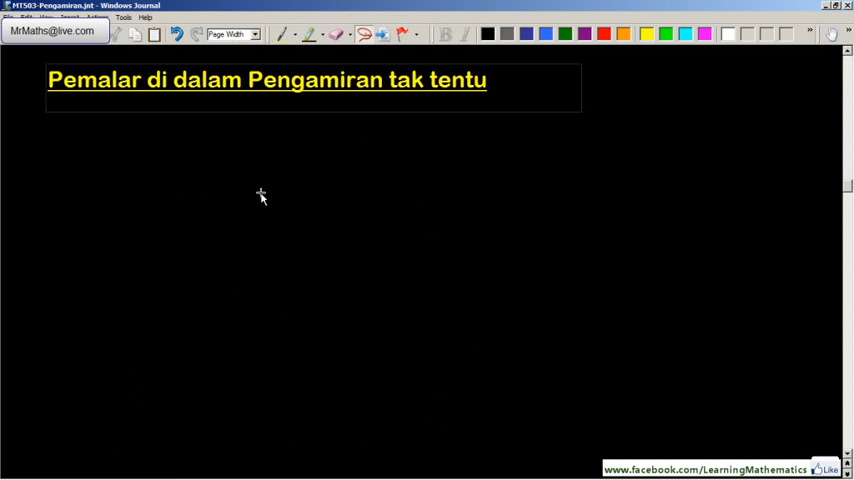 MT503-Pengamiran.jnt - Windows Journal
Tools Help
MrMaths@live.com
Page Width
B I
Pemalar di dalam Pengamiran tak tentu
www.facebook.com/LearningMathematics Like